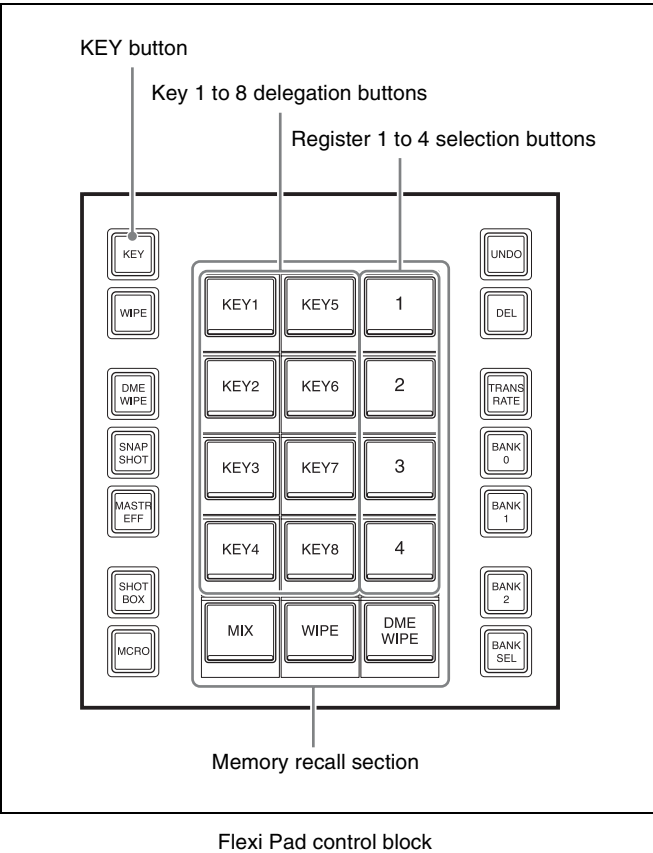 KEY button
Key 1 to 8 delegation buttons
Register 1 to 4 selection buttons
KEY
WIPE
DME
WIPE
SNAP
SHOT
MASTR
EFF
SHOT
BOX
MCRO
KEY1
KEY5
1
KEY2
KEY6
2
KEY3
KEY7
3
KEY4
KEY8
4
MIX
WIPE
DME
WIPE
UNDO
DEL
TRANS
RATE
BANK
0
BANK
1
BANK
2
BANK
SEL
Memory recall section
Flexi Pad control block